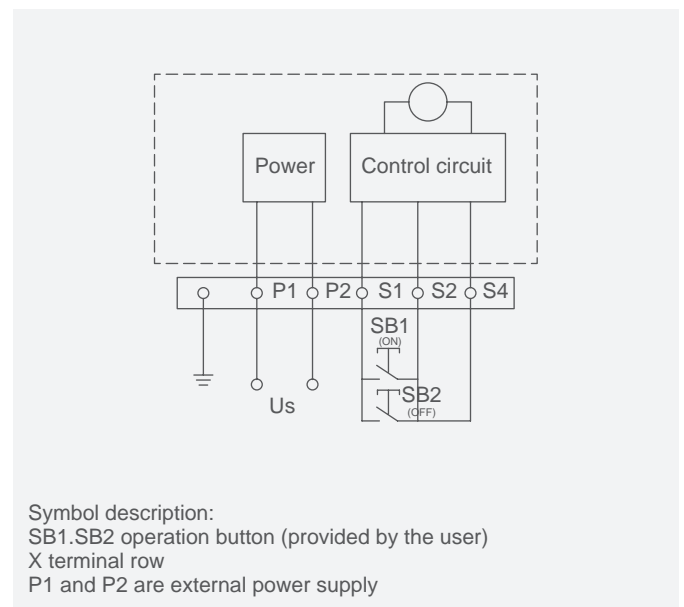 Power
Control circuit
P1 P2 S1 S2 S4
SB1
(ON)
SB2
(OFF)
Us
Symbol description:
SB1.SB2 operation button (provided by the user)
X terminal row
P1 and P2 are external power supply